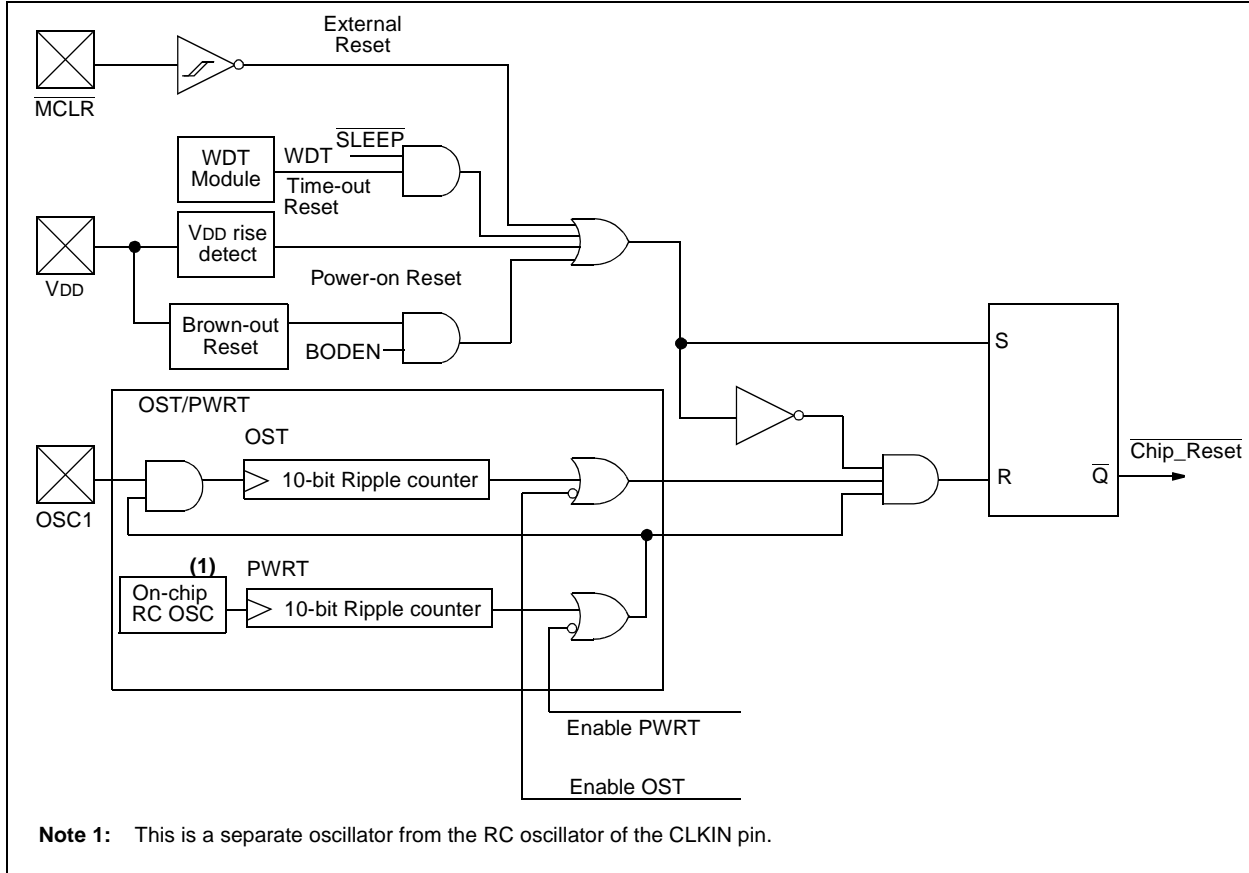 External
Reset
MCLR
SLEEP
WDT
Module
WDT
Time-out
Reset
VDD
VDD rise
detect
Power-on Reset
Brown-out
Reset
BODEN
S
OST/PWRT
OST
10-bit Ripple counter
OSC1
R
Q
Chip_Reset
(1)
PWRT
On-chip
RC OSC
10-bit Ripple counter
Enable PWRT
Enable OST
Note 1: This is a separate oscillator from the RC oscillator of the CLKIN pin.